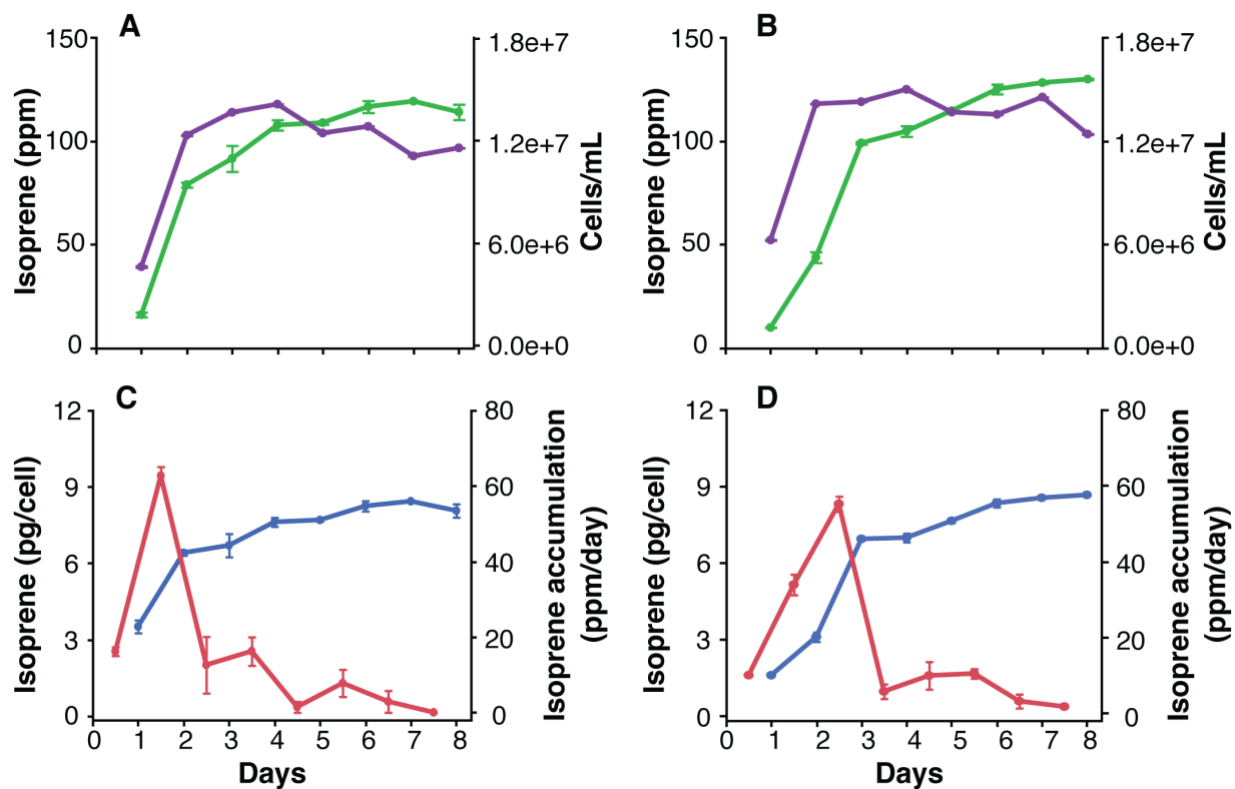 A
150
100
50
0
Isoprene (ppm)
1.8e+7
1.2e+7
6.0e+6
0.0e+0
Cells/mL
B
150
100
50
0
Isoprene (ppm)
1.8e+7
1.2e+7
6.0e+6
0.0e+0
Cells/mL
C
12
9
6
3
0
Isoprene (pg/cell)
80
60
40
20
0
Isoprene accumulation
(ppm/day)
0 1 2 3 4 5 6 7 8
Days
D
12
9
6
3
0
Isoprene (pg/cell)
80
60
40
20
0
Isoprene accumulation
(ppm/day)
0 1 2 3 4 5 6 7 8
Days